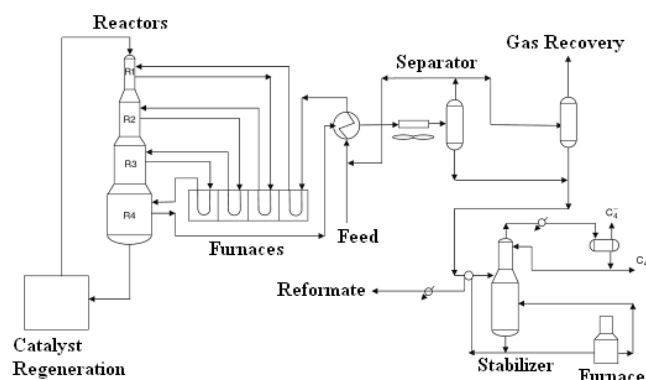 Reactors
Gas Recovery
Separator
R1
R2
R3
R4
Furnaces
Feed
C4-
C4
Reformate
Catalyst
Regeneration
Stabilizer
Furnace